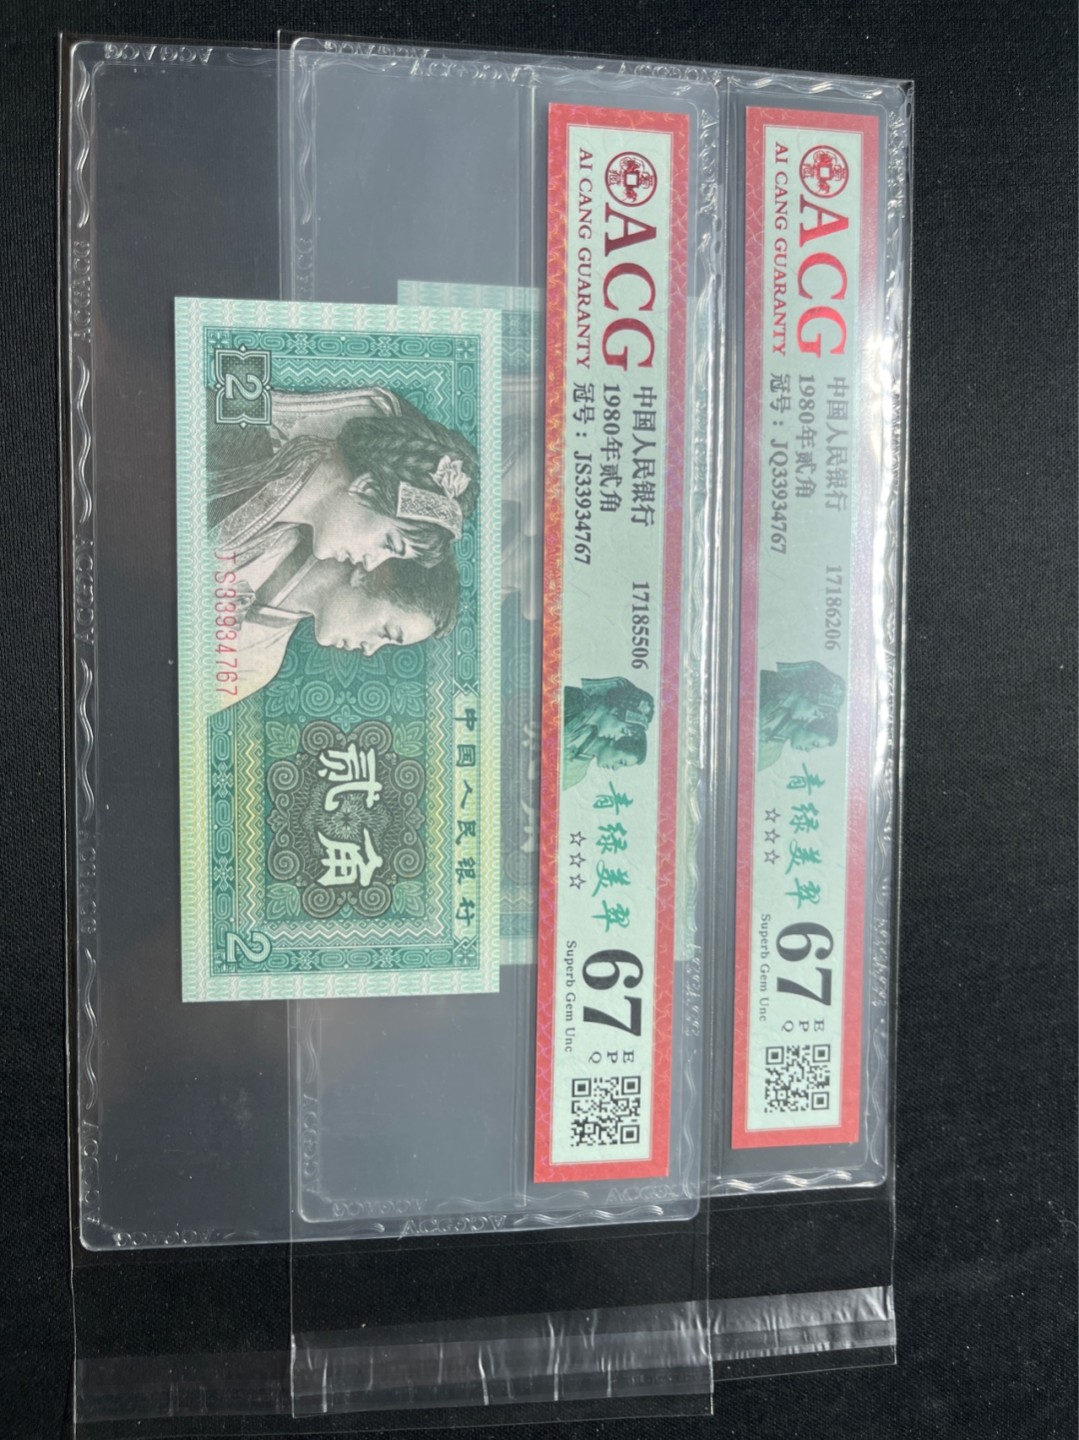 ACG
AI CANG GUARANTY
中国人民银行 17186206
1980年贰角
冠号：JQ33934767
青绿美翠
☆☆☆
67
EPQ
Superb Gem Unc
ACG
AI CANG GUARANTY
中国人民银行 17185506
1980年贰角
冠号：JS33934767
青绿美翠
☆☆☆
67
EPQ
Superb Gem Unc
中国人民银行
贰角
2
2
JS33934767